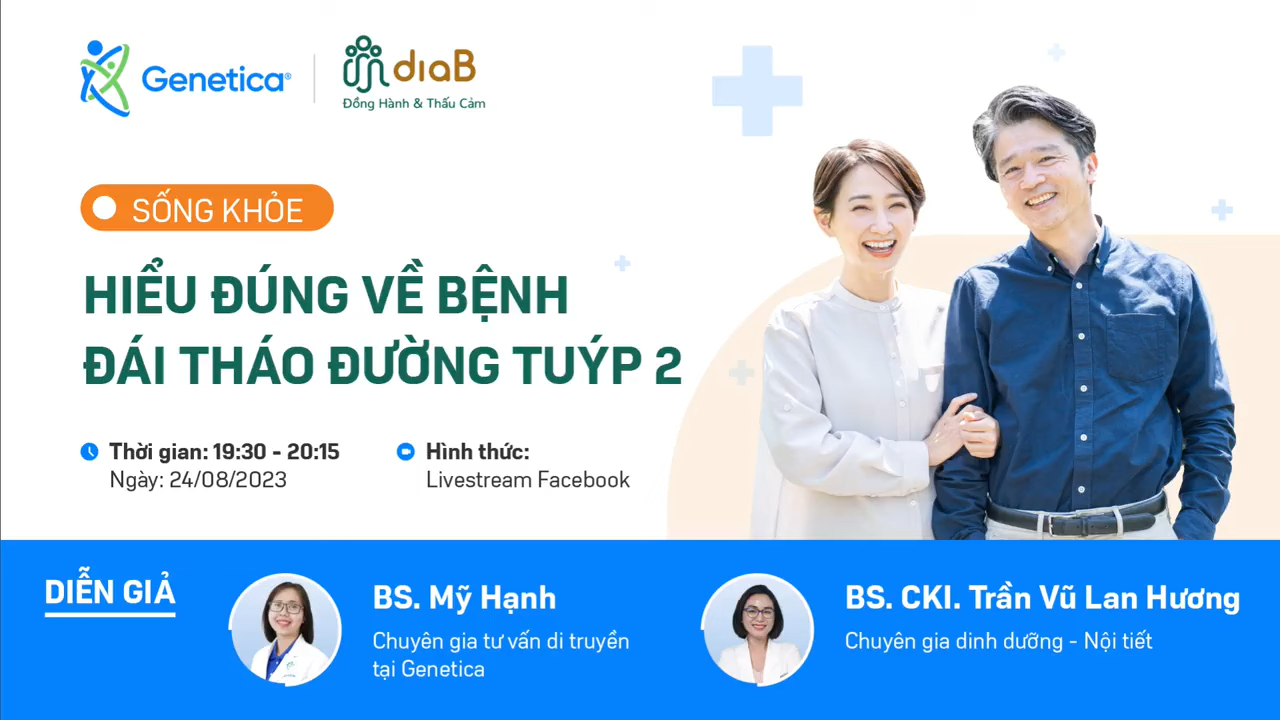 Genetica®
diaB
Đồng Hành & Thấu Cảm
SỐNG KHỎE
HIỂU ĐÚNG VỀ BỆNH
ĐÁI THÁO ĐƯỜNG TUÝP 2
Thời gian: 19:30 - 20:15
Ngày: 24/08/2023
Hình thức:
Livestream Facebook
DIỄN GIẢ
BS. Mỹ Hạnh
Chuyên gia tư vấn di truyền
tại Genetica
BS. CKI. Trần Vũ Lan Hương
Chuyên gia dinh dưỡng - Nội tiết